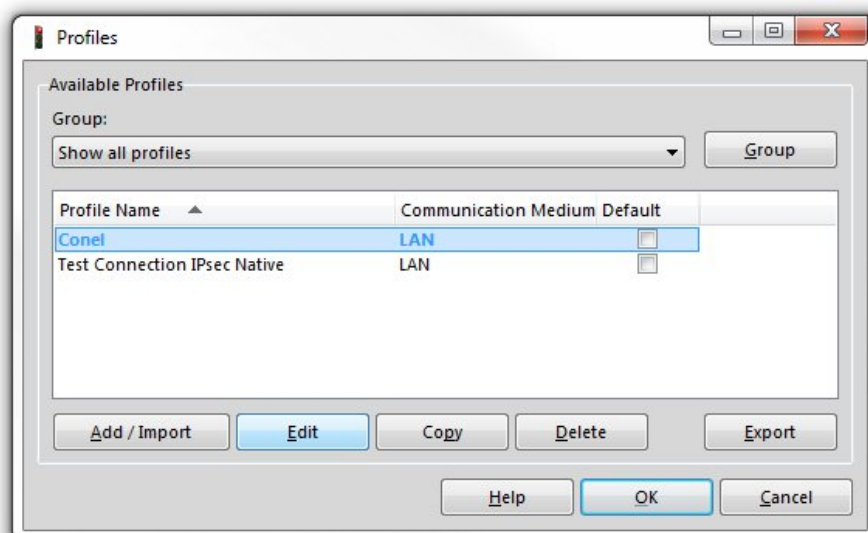 Profiles
Available Profiles
Group:
Show all profiles
Group
Profile Name Communication Medium Default
Conel LAN
Test Connection IPsec Native LAN
Add / Import Edit Copy Delete Export
Help OK Cancel